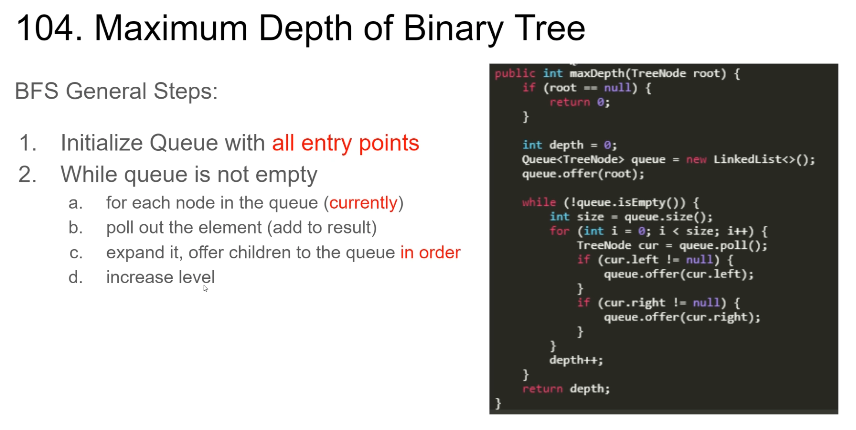 104. Maximum Depth of Binary Tree
BFS General Steps:
1. Initialize Queue with all entry points
2. While queue is not empty
a. for each node in the queue (currently)
b. poll out the element (add to result)
c. expand it, offer children to the queue in order
d. increase level
public int maxDepth(TreeNode root) {
if (root == null) {
return 0;
}
int depth = 0;
Queue<TreeNode> queue = new LinkedList<>();
queue.offer(root);
while (!queue.isEmpty()) {
int size = queue.size();
for (int i = 0; i < size; i++) {
TreeNode cur = queue.poll();
if (cur.left != null) {
queue.offer(cur.left);
}
if (cur.right != null) {
queue.offer(cur.right);
}
}
depth++;
}
return depth;
}